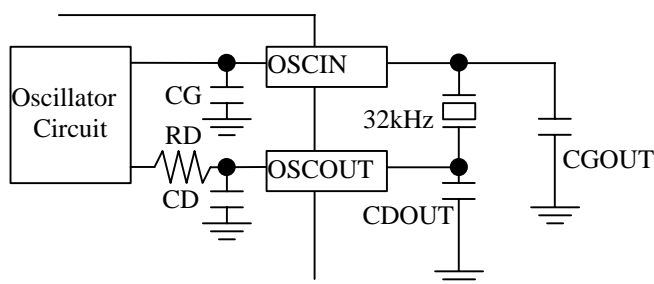 OSCIN
Oscillator
Circuit
CG
32kHz
RD
CGOUT
OSCOUT
CD
CDOUT